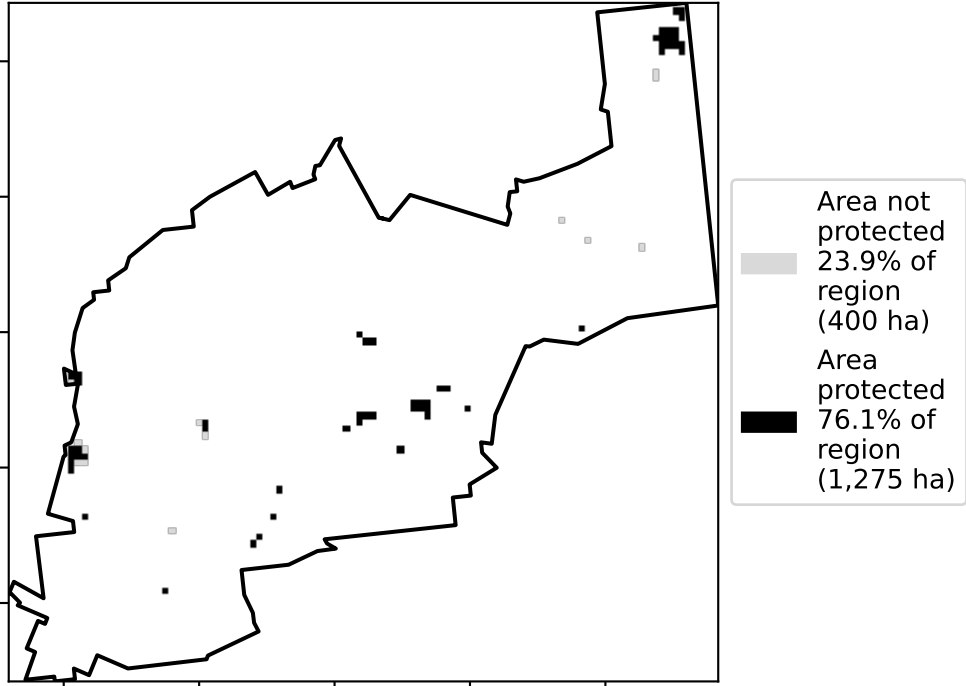 Area not
protected
23.9% of
region
(400 ha)
Area
protected
76.1% of
region
(1,275 ha)